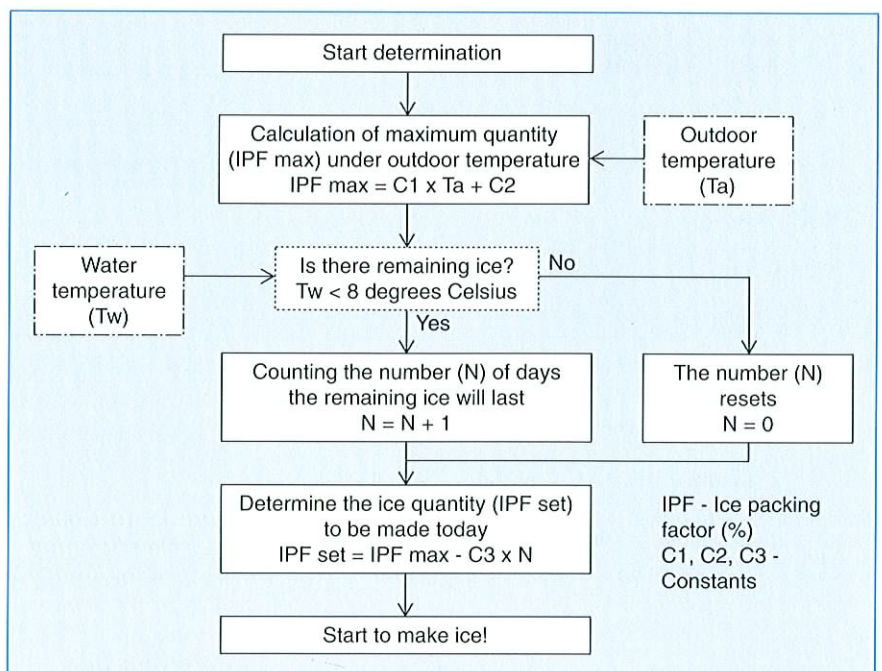 Start determination
Calculation of maximum quantity
(IPF max) under outdoor temperature
IPF max = C1 x Ta + C2
Outdoor
temperature
(Ta)
Water
temperature
(Tw)
Is there remaining ice?
Tw < 8 degrees Celsius
No
Yes
Counting the number (N) of days
the remaining ice will last
N = N + 1
The number (N)
resets
N = 0
Determine the ice quantity (IPF set)
to be made today
IPF set = IPF max - C3 x N
IPF - Ice packing
factor (%)
C1, C2, C3 -
Constants
Start to make ice!